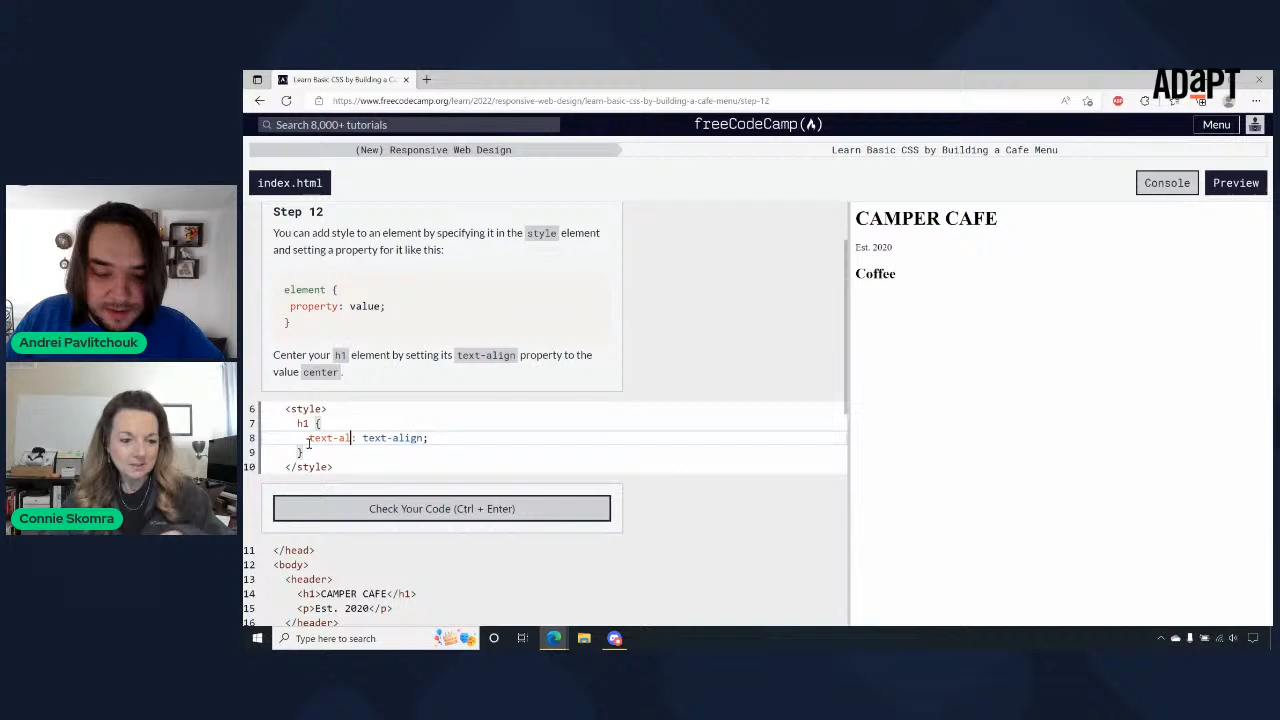 ADAPT
Learn Basic CSS by Building a Ca
https://www.freecodecamp.org/learn/2022/responsive-web-design/learn-basic-css-by-building-a-cafe-menu/step-12
Search 8,000+ tutorials
freeCodeCamp
Menu
(New) Responsive Web Design
Learn Basic CSS by Building a Cafe Menu
index.html
Console
Preview
Step 12
You can add style to an element by specifying it in the style element
and setting a property for it like this:
element {
property: value;
}
Center your h1 element by setting its text-align property to the
value center.
6 <style>
7 h1 {
8 text-al: text-align;
9 }
10 </style>
Check Your Code (Ctrl + Enter)
11 </head>
12 <body>
13 <header>
14 <h1>CAMPER CAFE</h1>
15 <p>Est. 2020</p>
16 </header>
CAMPER CAFE
Est. 2020
Coffee
Andrei Pavlitchouk
Connie Skomra
Type here to search